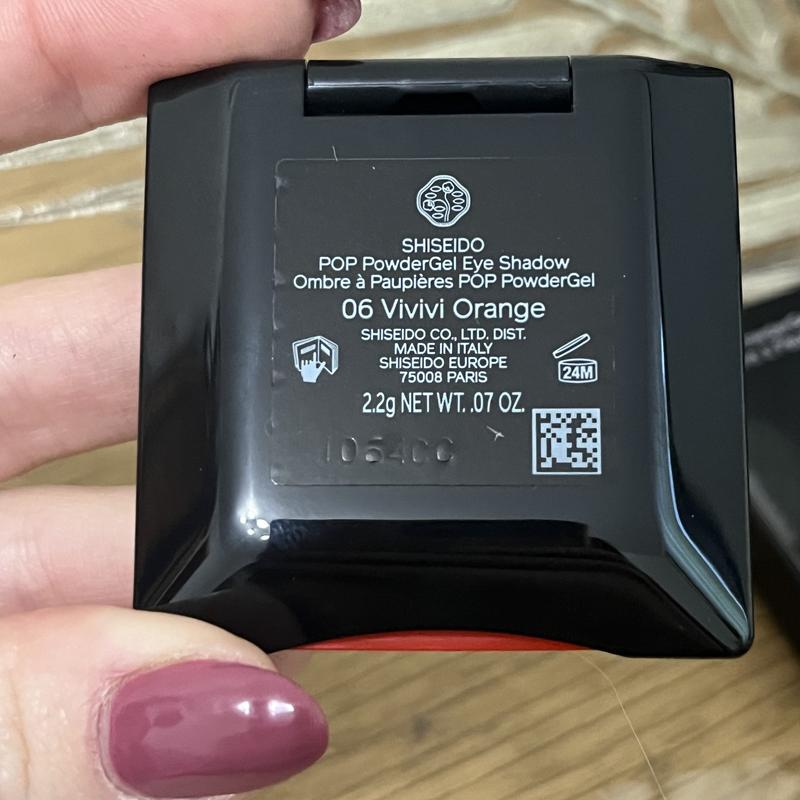 SHISEIDO
POP PowderGel Eye Shadow
Ombre à Paupières POP PowderGel
06 Vivivi Orange
SHISEIDO CO., LTD. DIST.
MADE IN ITALY
SHISEIDO EUROPE
75008 PARIS
24M
2.2g NET WT. .07 OZ.